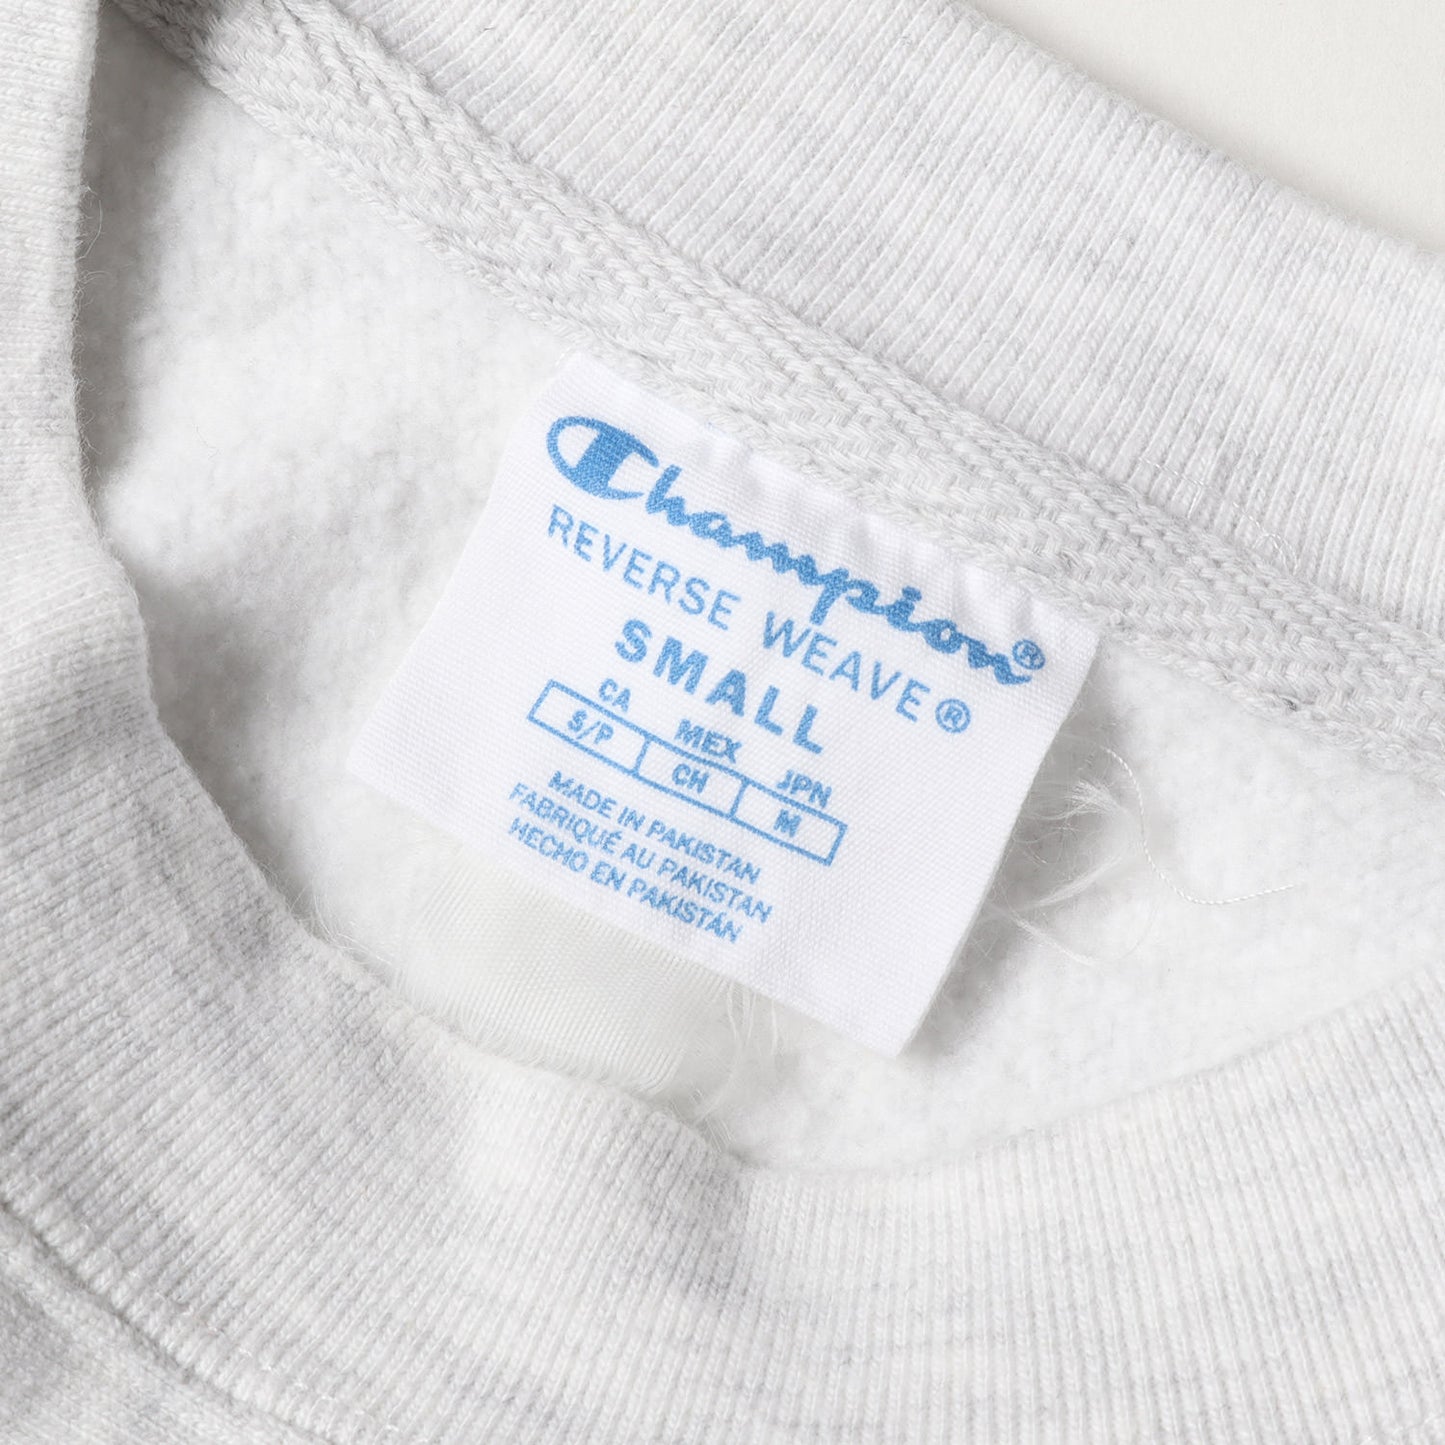 Champion®
REVERSE WEAVE®
SMALL
CA MEX JPN
S/P CH M
MADE IN PAKISTAN
FABRIQUÉ AU PAKISTAN
HECHO EN PAKISTÁN